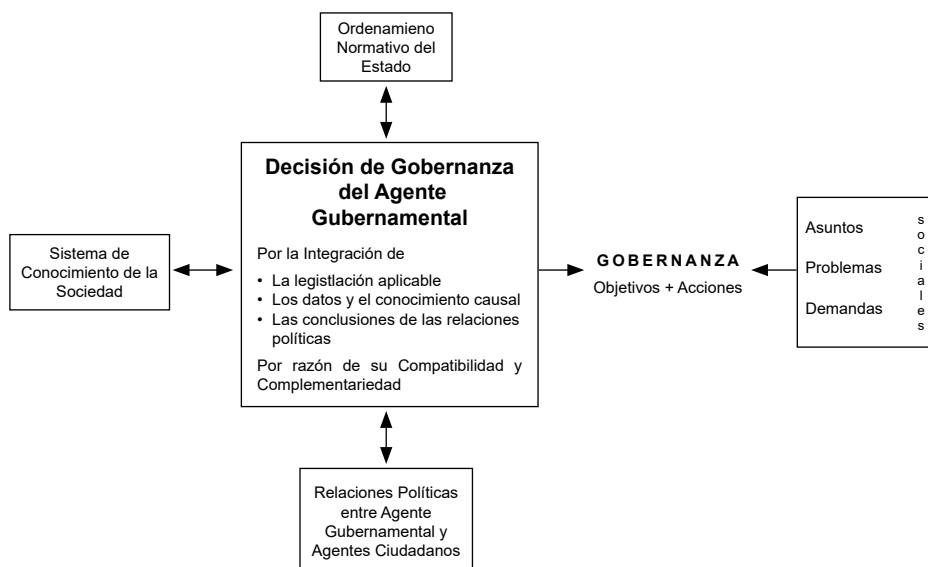 Ordenamieno
Normativo del
Estado
Decisión de Gobernanza
del Agente
Gubernamental
Por la Integración de
• La legistlación aplicable
• Los datos y el conocimiento causal
• Las conclusiones de las relaciones
políticas
Por razón de su Compatibilidad y
Complementariedad
Sistema de
Conocimiento de la
Sociedad
GOBERNANZA
Objetivos + Acciones
Asuntos
Problemas
Demandas
sociales
Relaciones Políticas
entre Agente
Gubernamental y
Agentes Ciudadanos